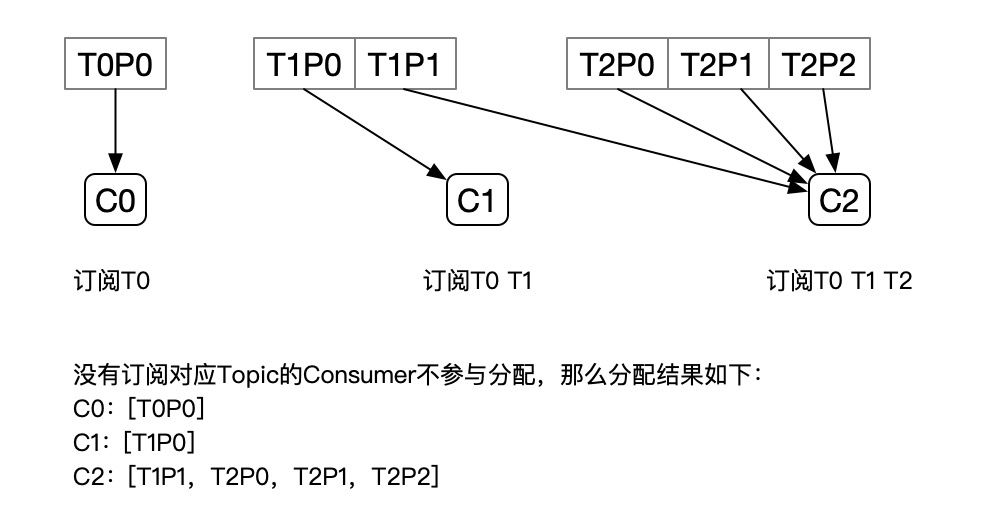 T0P0 T1P0 T1P1 T2P0 T2P1 T2P2
C0 C1 C2
订阅T0 订阅T0 T1 订阅T0 T1 T2
没有订阅对应Topic的Consumer不参与分配，那么分配结果如下：
C0：[T0P0]
C1：[T1P0]
C2：[T1P1，T2P0，T2P1，T2P2]